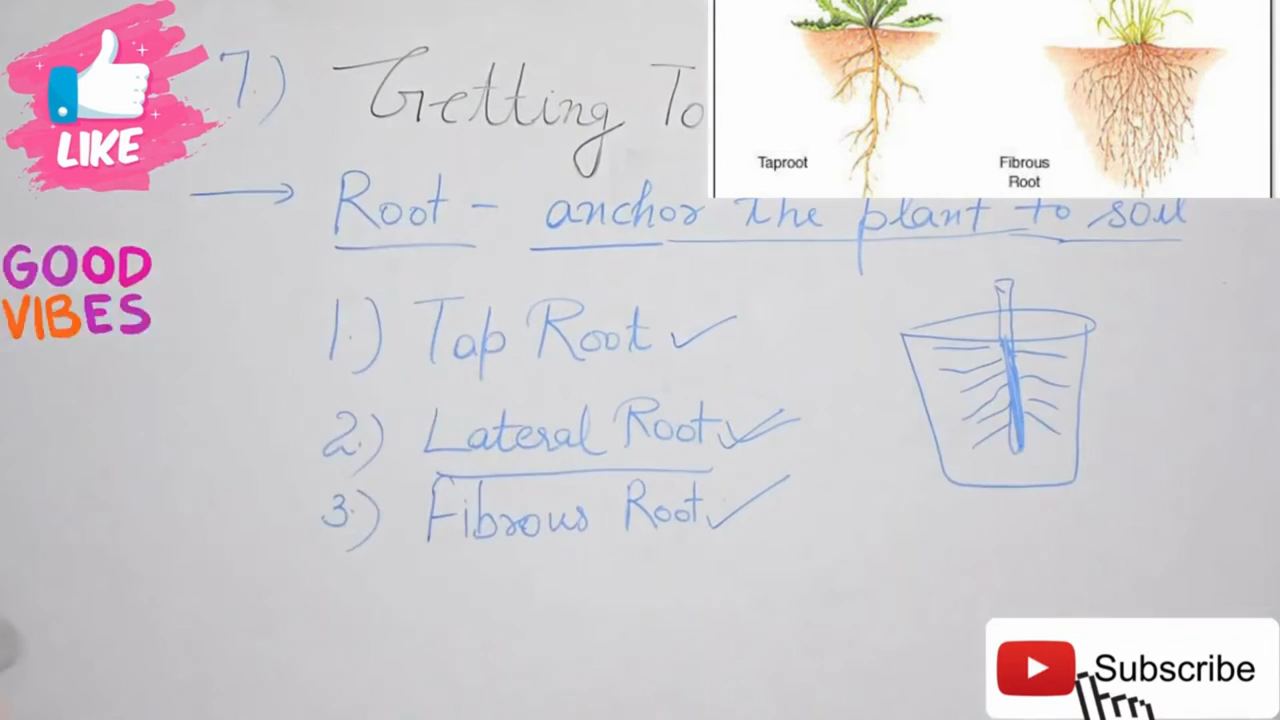 LIKE
7.) Getting To
Taproot
Fibrous
Root
Root - anchor the plant to soil
GOOD
VIBES
1.) Tap Root ✓
2.) Lateral Root ✓
3.) Fibrous Root ✓
Subscribe